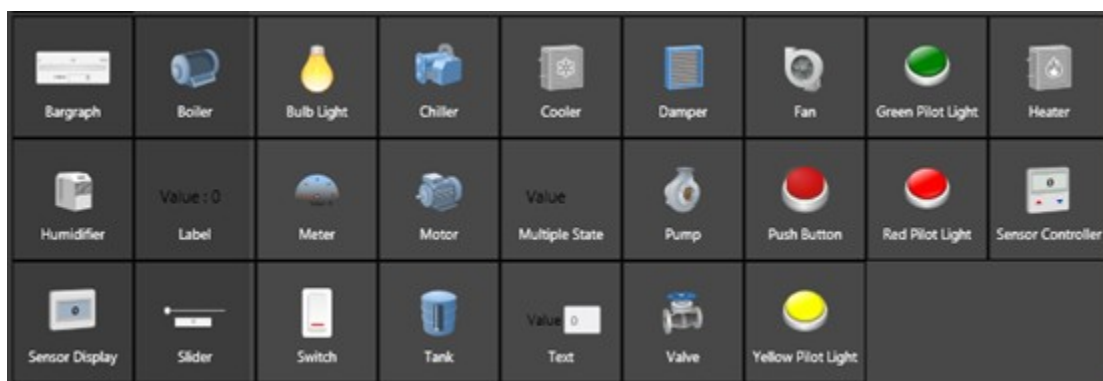 Bargraph
Boiler
Bulb Light
Chiller
Cooler
Damper
Fan
Green Pilot Light
Heater
Value : 0
Value
Humidifier
Label
Meter
Motor
Multiple State
Pump
Push Button
Red Pilot Light
Sensor Controller
Value 0
Sensor Display
Slider
Switch
Tank
Text
Valve
Yellow Pilot Light